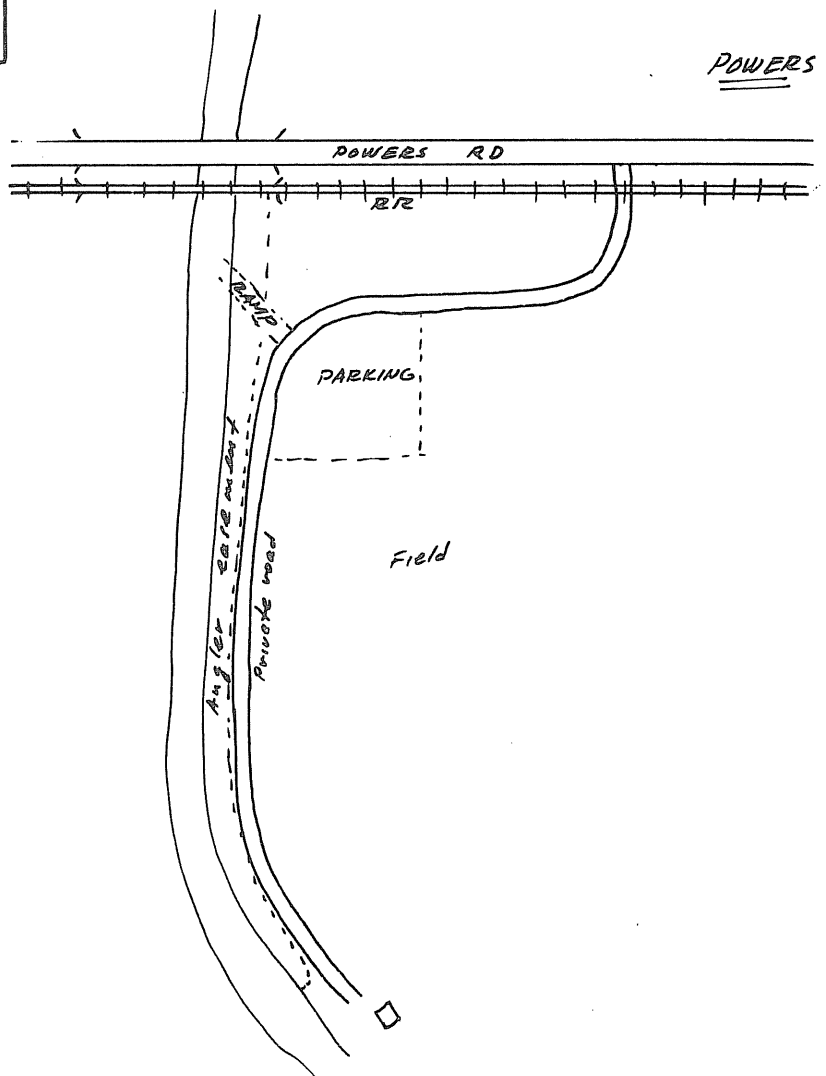 POWERS
POWERS RD
RR
RAMP
PARKING
Angler easement
Private road
Field